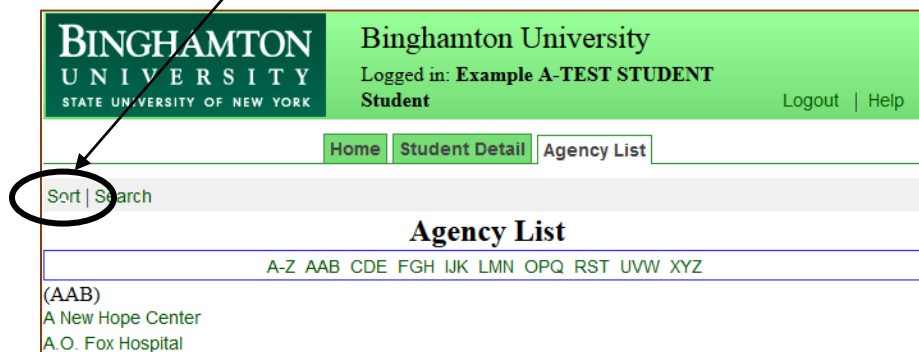 BINGHAMTON
UNIVERSITY
STATE UNIVERSITY OF NEW YORK
Binghamton University
Logged in: Example A-TEST STUDENT
Student
Logout | Help
Home Student Detail Agency List
Sort | Search
Agency List
A-Z AAB CDE FGH IJK LMN OPQ RST UVW XYZ
(AAB)
A New Hope Center
A.O. Fox Hospital